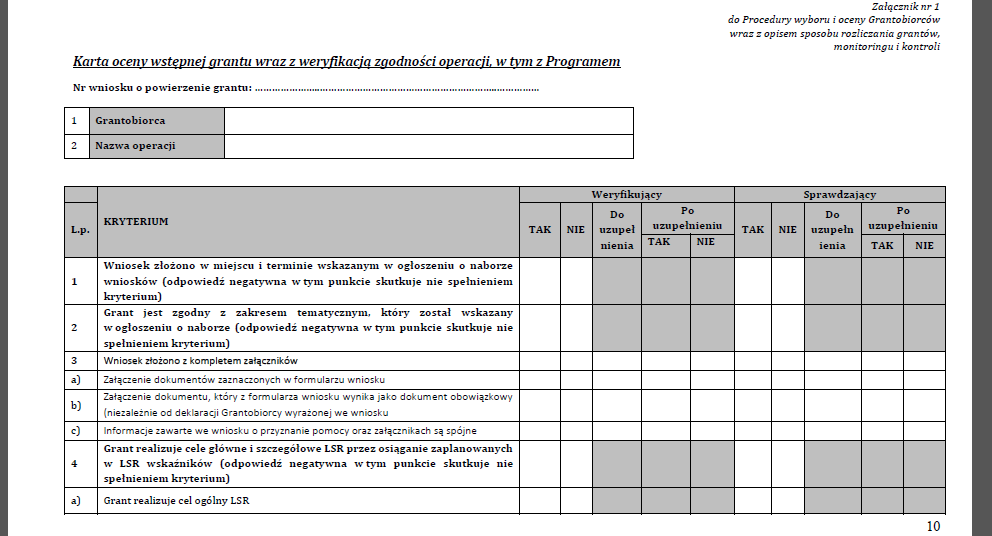 Załącznik nr 1
do Procedury wyboru i oceny Grantobiorców
wraz z opisem sposobu rozliczania grantów,
monitoringu i kontroli
Karta oceny wstępnej grantu wraz z weryfikacją zgodności operacji, w tym z Programem
Nr wniosku o powierzenie grantu: ……………………………………………………………………………………
1 Grantobiorca
2 Nazwa operacji
Weryfikujący Sprawdzający
L.p. KRYTERIUM TAK NIE Do uzupełnienia Po uzupełnieniu TAK NIE TAK NIE Do uzupełnienia Po uzupełnieniu TAK NIE
1 Wniosek złożono w miejscu i terminie wskazanym w ogłoszeniu o naborze
wniosków (odpowiedź negatywna w tym punkcie skutkuje nie spełnieniem
kryterium)
2 Grant jest zgodny z zakresem tematycznym, który został wskazany
w ogłoszeniu o naborze (odpowiedź negatywna w tym punkcie skutkuje nie
spełnieniem kryterium)
3 Wniosek złożono z kompletem załączników
a) Załączenie dokumentów zaznaczonych w formularzu wniosku
b) Załączenie dokumentu, który z formularza wniosku wynika jako dokument obowiązkowy
(niezależnie od deklaracji Grantobiorcy wyrażonej we wniosku
c) Informacje zawarte we wniosku o przyznanie pomocy oraz załącznikach są spójne
4 Grant realizuje cele główne i szczegółowe LSR przez osiąganie zaplanowanych
w LSR wskaźników (odpowiedź negatywna w tym punkcie skutkuje nie
spełnieniem kryterium)
a) Grant realizuje cel ogólny LSR
10